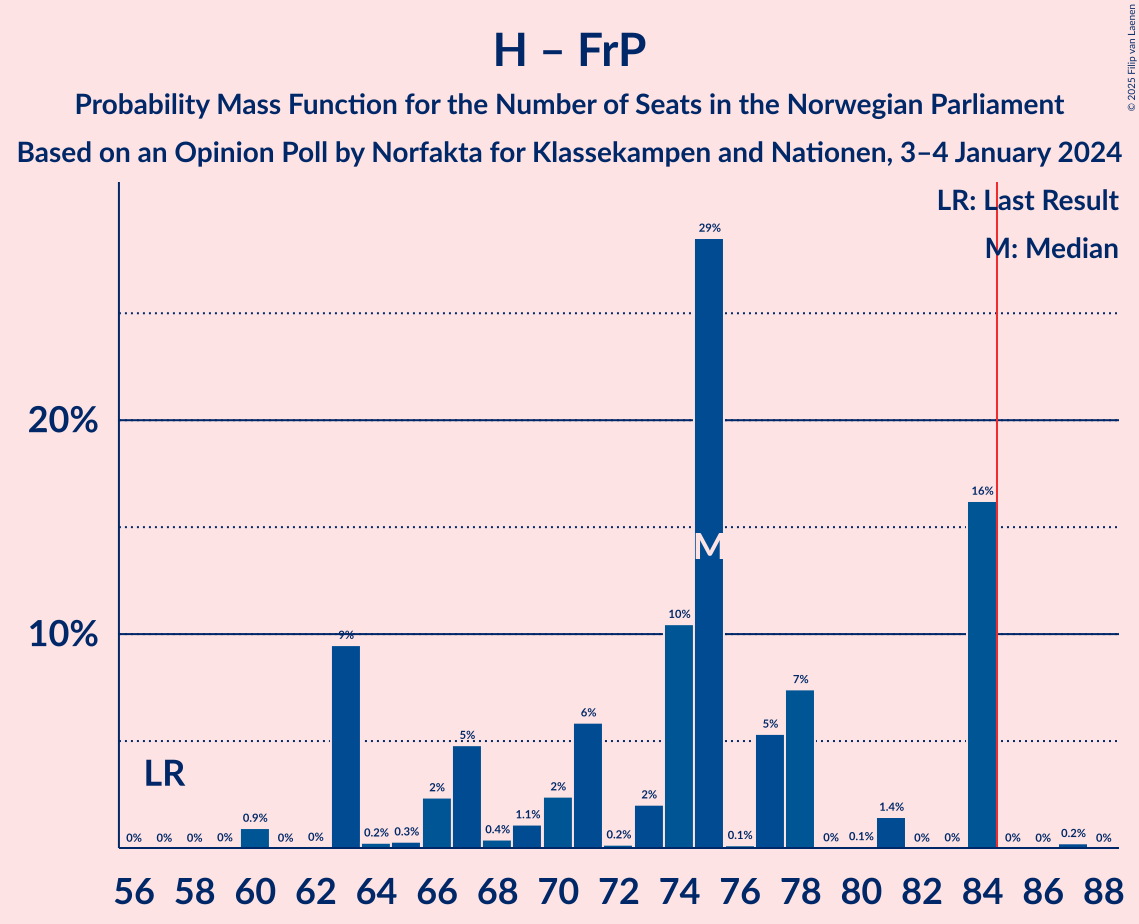 H – FrP
Probability Mass Function for the Number of Seats in the Norwegian Parliament
Based on an Opinion Poll by Norfakta for Klassekampen and Nationen, 3–4 January 2024
© 2025 Filip van Laenen
LR: Last Result
M: Median
20%
10%
LR
M
0% 0% 0% 0% 0.9% 0% 0% 9% 0.2% 0.3% 2% 5% 0.4% 1.1% 2% 6% 0.2% 2% 10% 29% 0.1% 5% 7% 0% 0.1% 1.4% 0% 0% 16% 0% 0% 0.2% 0%
56 58 60 62 64 66 68 70 72 74 76 78 80 82 84 86 88